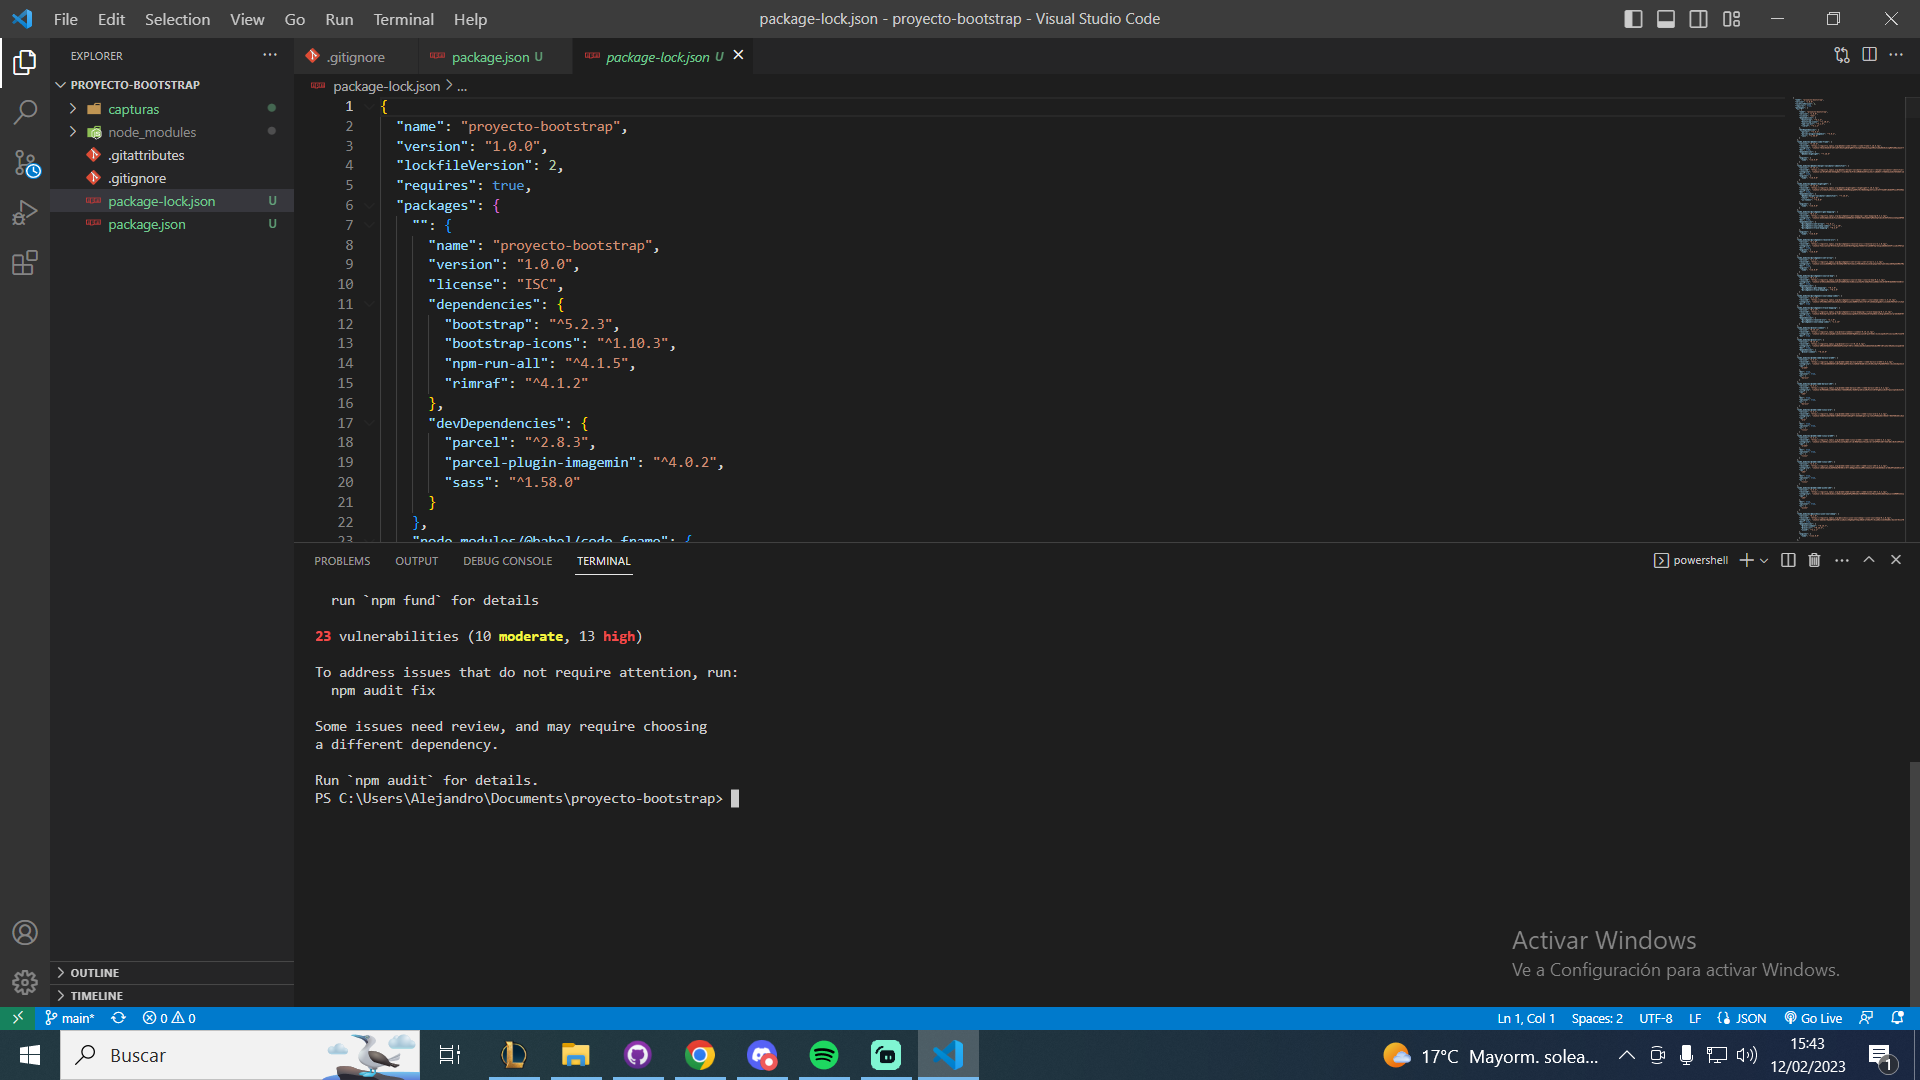 File Edit Selection View Go Run Terminal Help
package-lock.json - proyecto-bootstrap - Visual Studio Code
EXPLORER
PROYECTO-BOOTSTRAP
capturas
node_modules
.gitattributes
.gitignore
package-lock.json U
package.json U
OUTLINE
TIMELINE
.gitignore
package.json U
package-lock.json U
package-lock.json > ...
1 {
2 "name": "proyecto-bootstrap",
3 "version": "1.0.0",
4 "lockfileVersion": 2,
5 "requires": true,
6 "packages": {
7 "": {
8 "name": "proyecto-bootstrap",
9 "version": "1.0.0",
10 "license": "ISC",
11 "dependencies": {
12 "bootstrap": "^5.2.3",
13 "bootstrap-icons": "^1.10.3",
14 "npm-run-all": "^4.1.5",
15 "rimraf": "^4.1.2"
16 },
17 "devDependencies": {
18 "parcel": "^2.8.3",
19 "parcel-plugin-imagemin": "^4.0.2",
20 "sass": "^1.58.0"
21 }
22 },
23 "node_modules/@babel/code-frame": {
PROBLEMS OUTPUT DEBUG CONSOLE TERMINAL
powershell
run `npm fund` for details
23 vulnerabilities (10 moderate, 13 high)
To address issues that do not require attention, run:
npm audit fix
Some issues need review, and may require choosing
a different dependency.
Run `npm audit` for details.
PS C:\Users\Alejandro\Documents\proyecto-bootstrap>
Activar Windows
Ve a Configuración para activar Windows.
main* 0 0
Ln 1, Col 1 Spaces: 2 UTF-8 LF {} JSON Go Live
Buscar
17°C Mayorm. solea...
15:43
12/02/2023
1